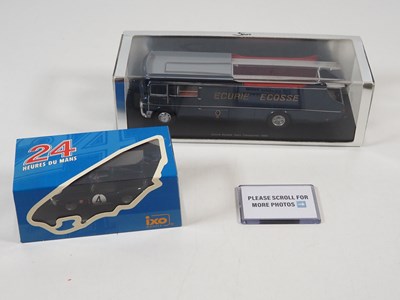 ECURIE ECOSSE
24
HEURES DU MANS
ixo
PLEASE SCROLL FOR
MORE PHOTOS ➡️